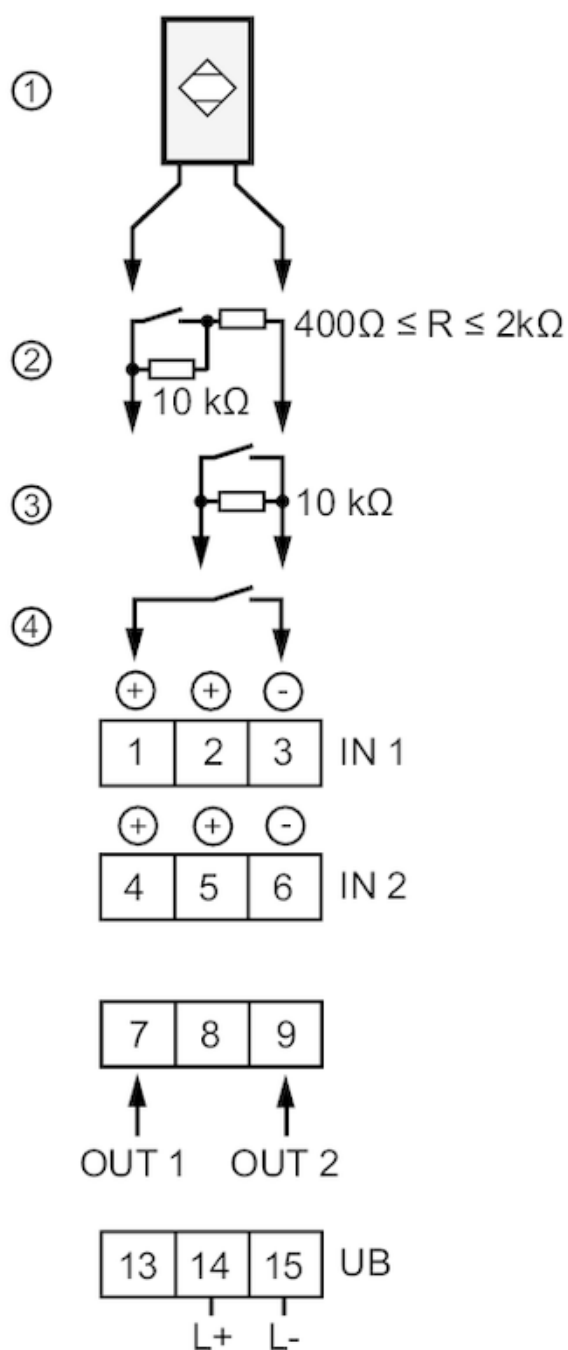 ①
400Ω ≤ R ≤ 2kΩ
②
10 kΩ
③ 10 kΩ
④
+ + -
1 2 3 IN 1
+ + -
4 5 6 IN 2
7 8 9
OUT 1 OUT 2
13 14 15 UB
L+ L-